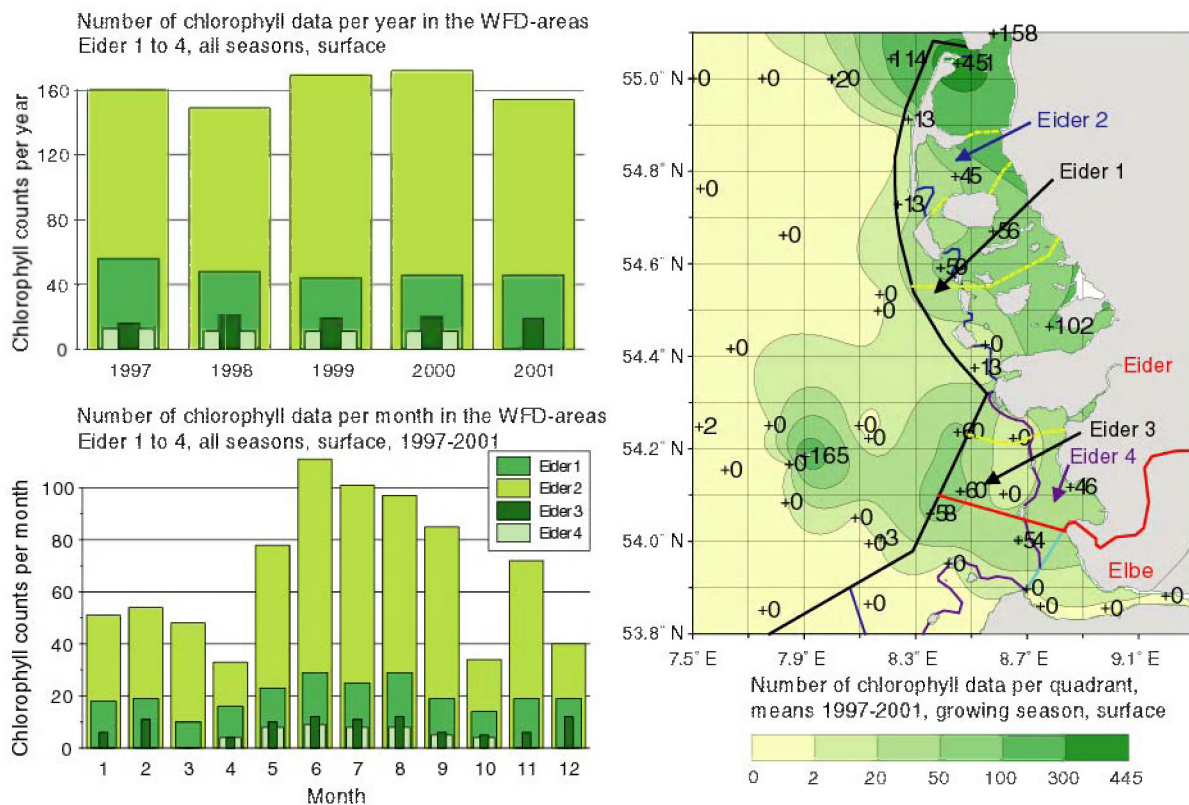 Number of chlorophyll data per year in the WFD-areas
Eider 1 to 4, all seasons, surface
Chlorophyll counts per year
160
120
80
40
0
1997 1998 1999 2000 2001
Number of chlorophyll data per month in the WFD-areas
Eider 1 to 4, all seasons, surface, 1997-2001
Chlorophyll counts per month
100
80
60
40
20
0
Eider 1
Eider 2
Eider 3
Eider 4
1 2 3 4 5 6 7 8 9 10 11 12
Month
+158
+114
55.0° N
+0 +0 +20
+13
Eider 2
54.8° N
+45
Eider 1
+0
+13
+0
+56
54.6° N
+0
+0
+102
54.4° N
+0
+0
+13
Eider
+2 +0 +0
+60
+0
Eider 3
54.2° N
+0
+165
+0
+0
Eider 4
+60
+0
+46
+0
+58
+0
54.0° N
+0
+3
+54
+0
Elbe
+0
+0
+0
+0
+0
+0
+0
53.8° N
7.5° E 7.9° E 8.3° E 8.7° E 9.1° E
Number of chlorophyll data per quadrant,
means 1997-2001, growing season, surface
0 2 20 50 100 300 445